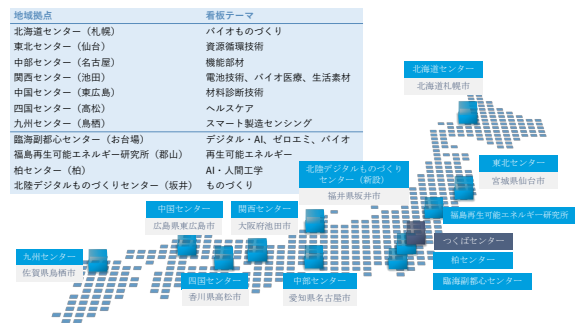 地域拠点 看板テーマ
北海道センター（札幌） バイオものづくり
東北センター（仙台） 資源循環技術
中部センター（名古屋） 機能部材
関西センター（池田） 電池技術、バイオ医療、生活素材
中国センター（東広島） 材料診断技術
四国センター（高松） ヘルスケア
九州センター（鳥栖） スマート製造センシング
臨海副都心センター（お台場） デジタル・AI、ゼロエミ、バイオ
福島再生可能エネルギー研究所（郡山） 再生可能エネルギー
柏センター（柏） AI・人間工学
北陸デジタルものづくりセンター（坂井） ものづくり
北海道センター
北海道札幌市
東北センター
宮城県仙台市
北陸デジタルものづくり
センター（新設）
福井県坂井市
中国センター
広島県東広島市
関西センター
大阪府池田市
福島再生可能エネルギー研究所
つくばセンター
柏センター
臨海副都心センター
九州センター
佐賀県鳥栖市
四国センター
香川県高松市
中部センター
愛知県名古屋市